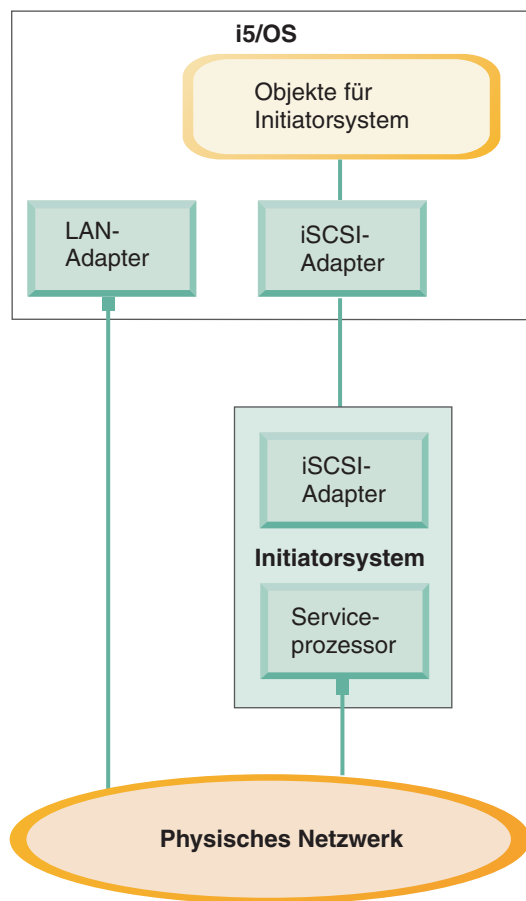 i5/OS
Objekte für
Initiatorsystem
LAN-
Adapter
iSCSI-
Adapter
iSCSI-
Adapter
Initiatorsystem
Service-
prozessor
Physisches Netzwerk